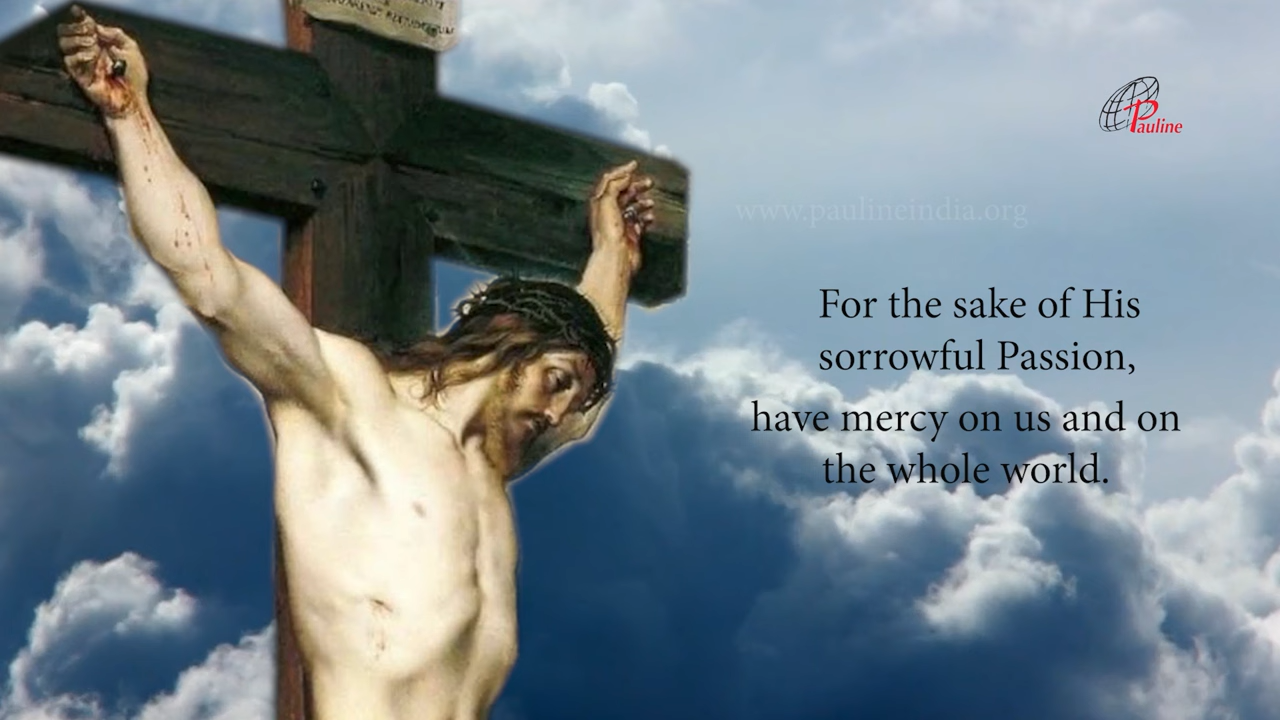 Pauline
www.paulineindia.org
For the sake of His
sorrowful Passion,
have mercy on us and on
the whole world.